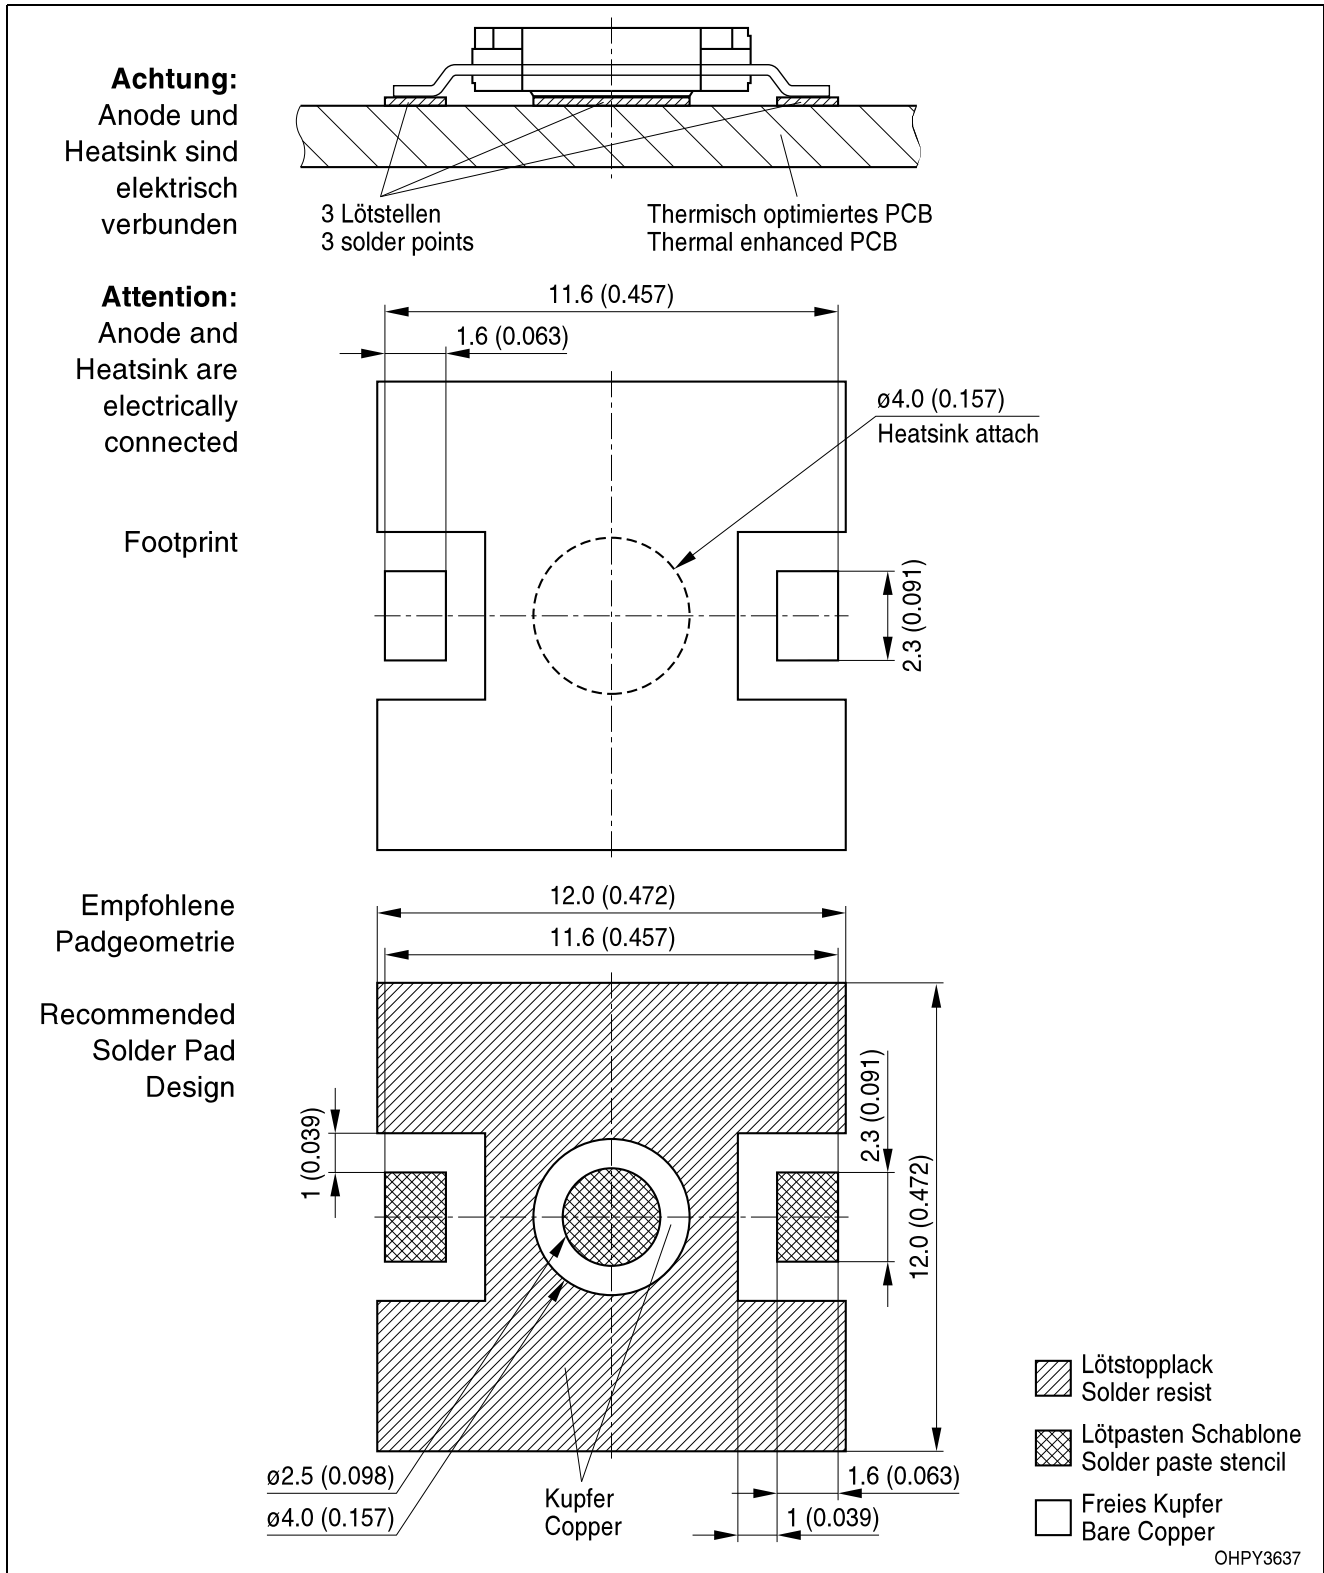 Achtung:
Anode und
Heatsink sind
elektrisch
verbunden
3 Lötstellen
3 solder points
Thermisch optimiertes PCB
Thermal enhanced PCB
Attention:
Anode and
Heatsink are
electrically
connected
11.6 (0.457)
1.6 (0.063)
ø4.0 (0.157)
Heatsink attach
Footprint
2.3 (0.091)
Empfohlene
Padgeometrie
12.0 (0.472)
11.6 (0.457)
Recommended
Solder Pad
Design
1 (0.039)
2.3 (0.091)
12.0 (0.472)
ø2.5 (0.098)
ø4.0 (0.157)
Kupfer
Copper
1.6 (0.063)
1 (0.039)
Lötstopplack
Solder resist
Lötpasten Schablone
Solder paste stencil
Freies Kupfer
Bare Copper
OHPY3637